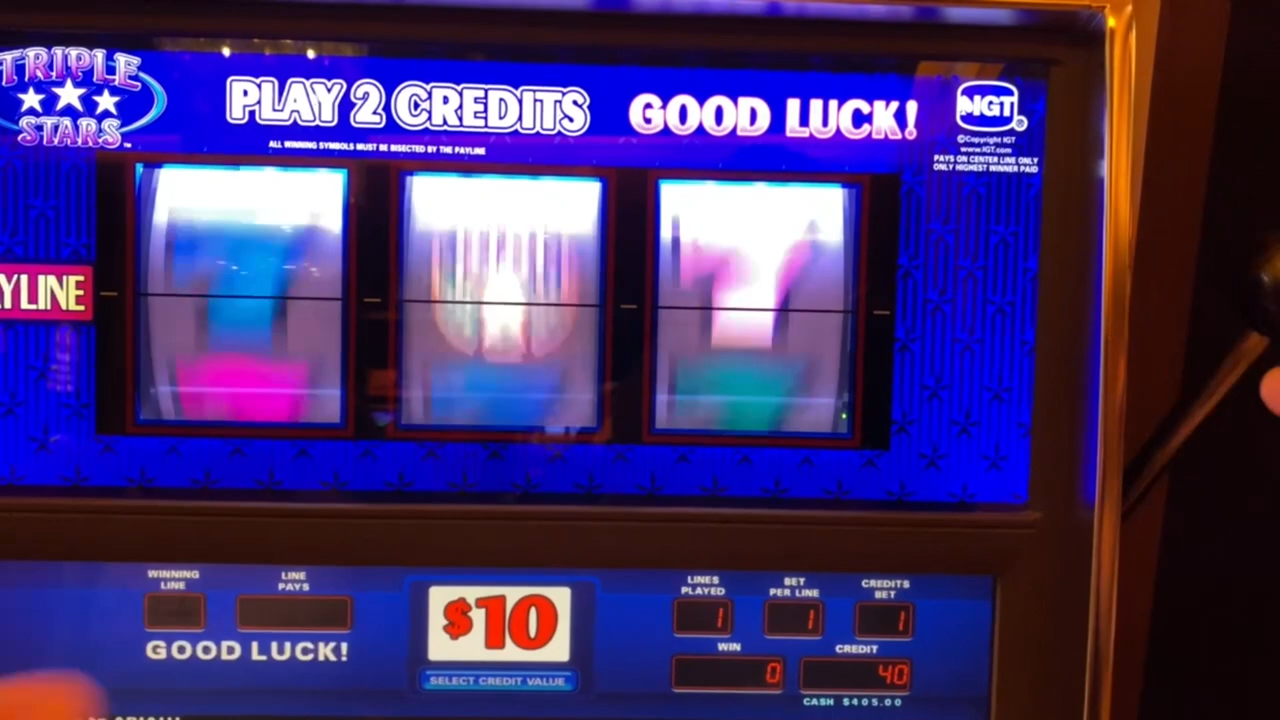 TRIPLE
STARS™
PLAY 2 CREDITS
GOOD LUCK!
IGT®
ALL WINNING SYMBOLS MUST BE BISECTED BY THE PAYLINE
©Copyright IGT
www.IGT.com
PAYS ON CENTER LINE ONLY
ONLY HIGHEST WINNER PAID
AYLINE
WINNING
LINE
LINE
PAYS
GOOD LUCK!
$10
SELECT CREDIT VALUE
LINES
PLAYED
1
BET
PER LINE
1
CREDITS
BET
1
WIN
0
CREDIT
40
CASH $405.00